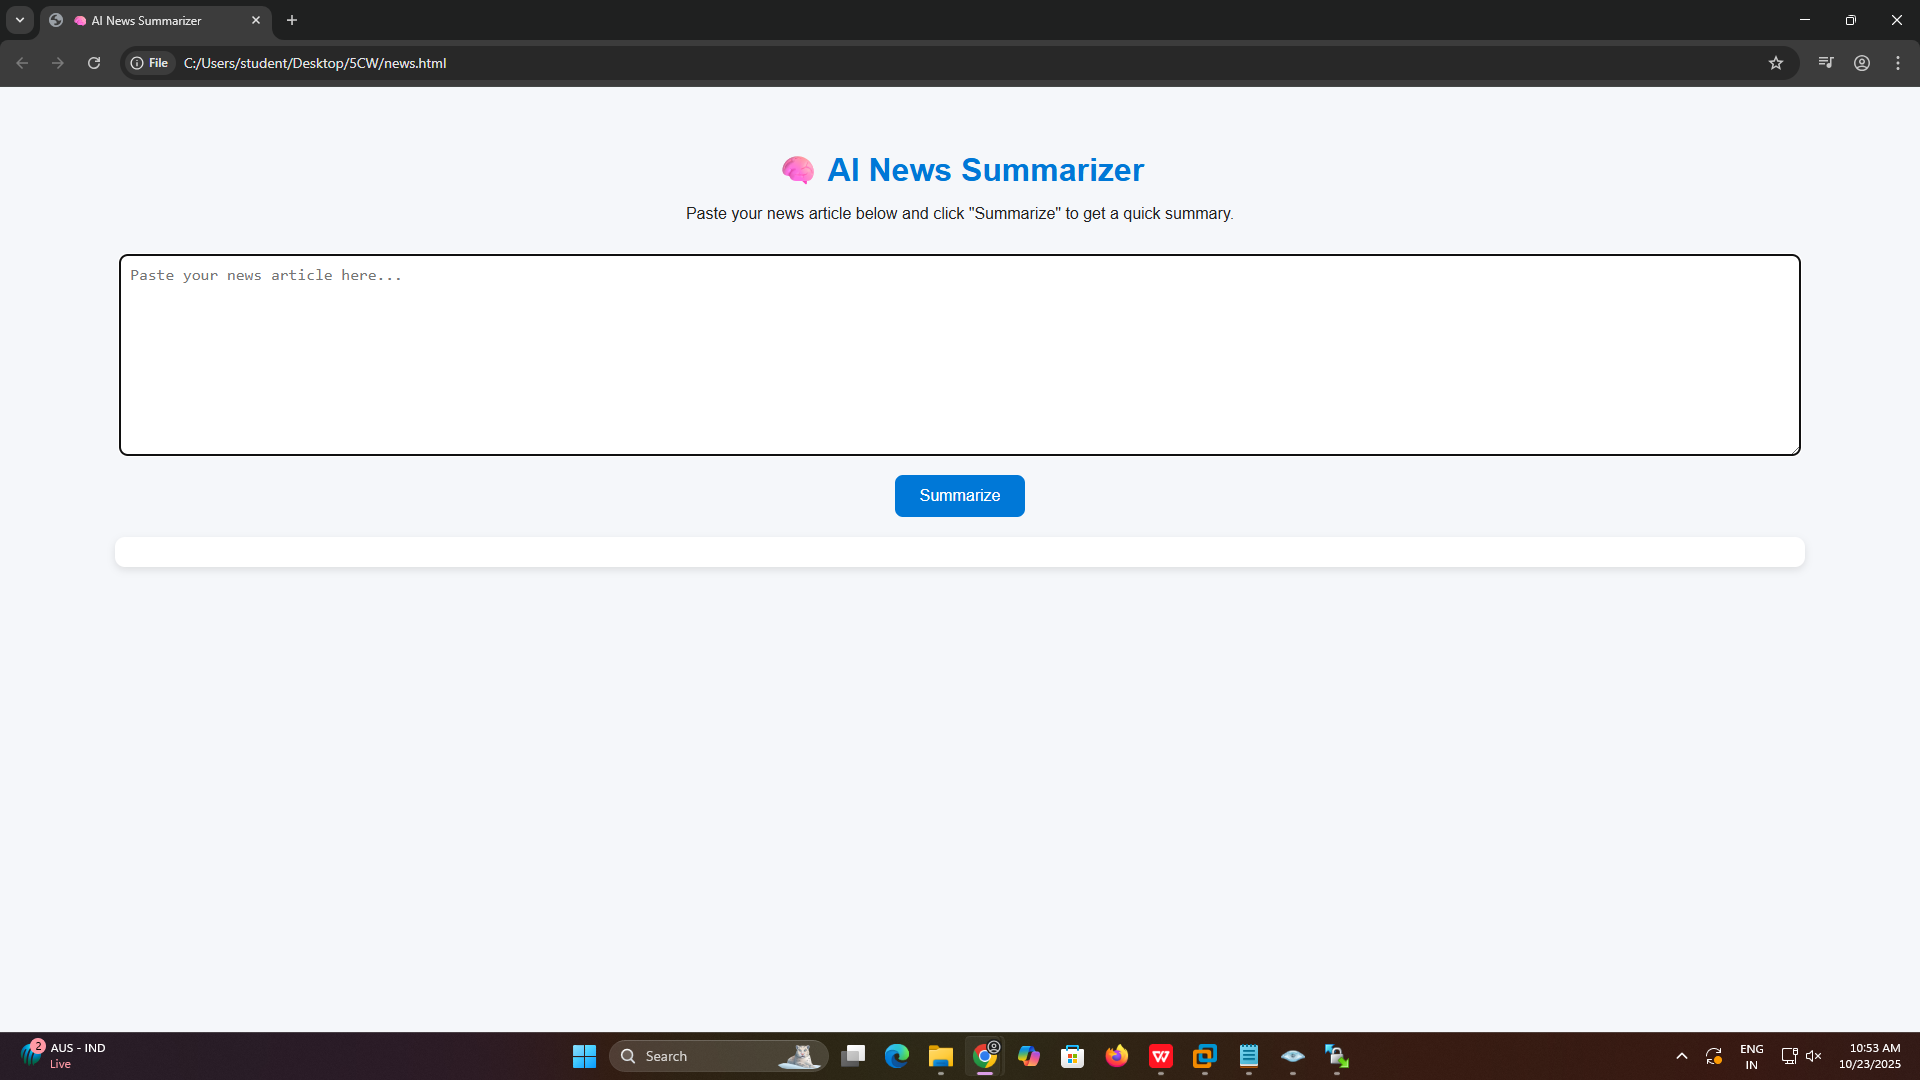 AI News Summarizer
File
C:/Users/student/Desktop/5CW/news.html
AI News Summarizer
Paste your news article below and click "Summarize" to get a quick summary.
Paste your news article here...
Summarize
2
AUS - IND
Live
Search
ENG
IN
10:53 AM
10/23/2025